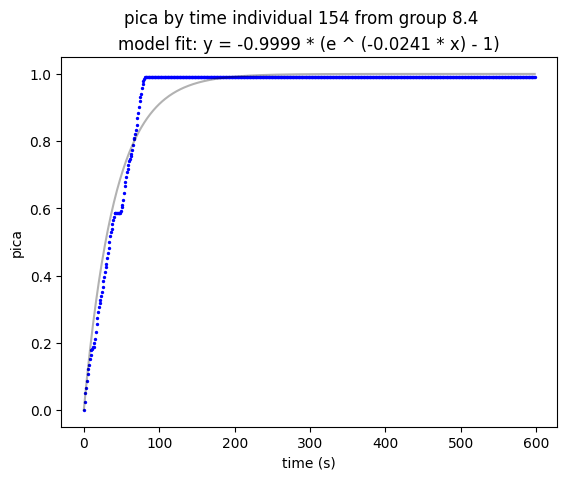 pica by time individual 154 from group 8.4
model fit: y = -0.9999 * (e ^ (-0.0241 * x) - 1)
1.0
0.8
0.6
0.4
0.2
0.0
pica
0 100 200 300 400 500 600
time (s)